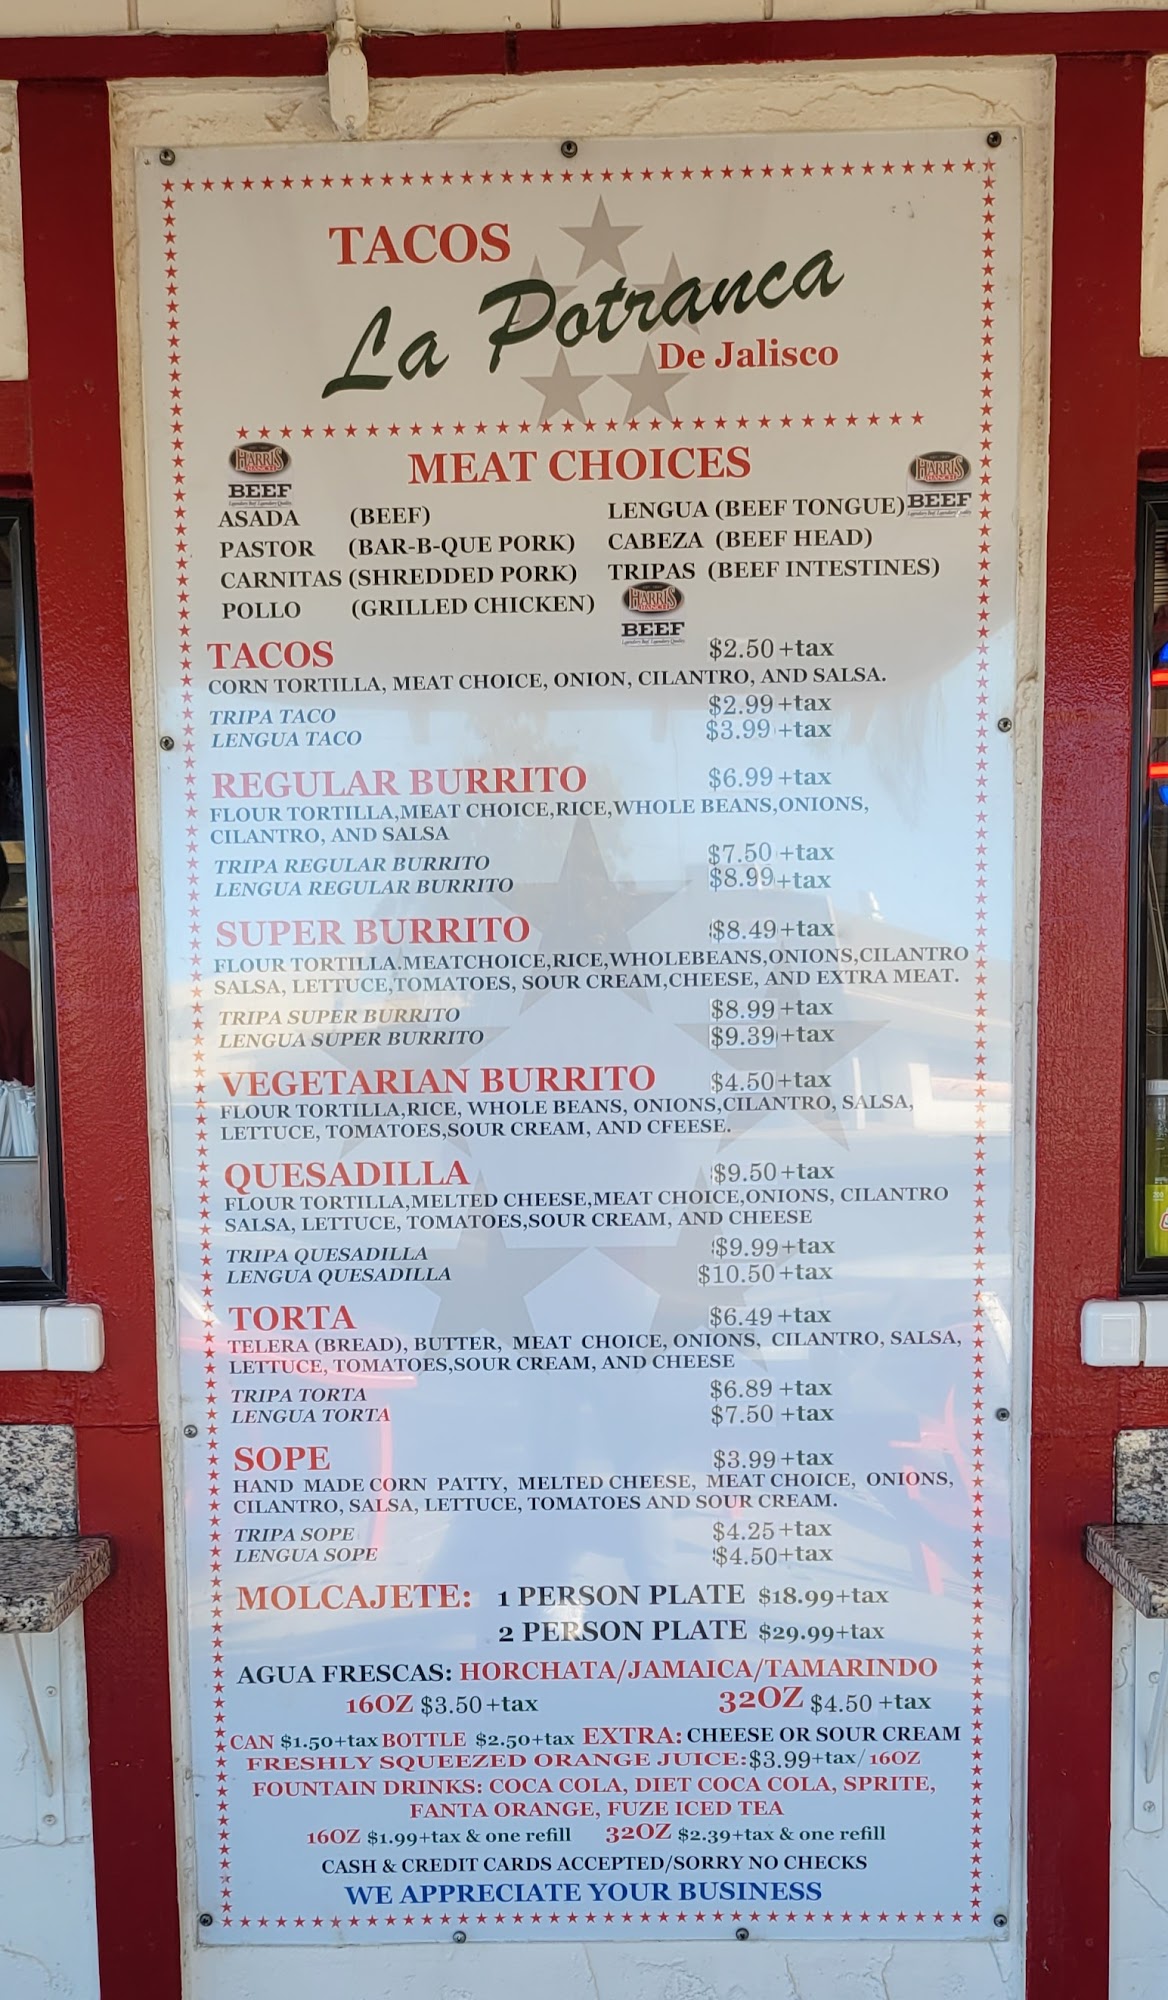 TACOS
La Potranca
De Jalisco
HARRIS RANCH BEEF
MEAT CHOICES
HARRIS RANCH BEEF
ASADA (BEEF) LENGUA (BEEF TONGUE)
PASTOR (BAR-B-QUE PORK) CABEZA (BEEF HEAD)
CARNITAS (SHREDDED PORK) TRIPAS (BEEF INTESTINES)
POLLO (GRILLED CHICKEN)
HARRIS RANCH BEEF
TACOS $2.50+tax
CORN TORTILLA, MEAT CHOICE, ONION, CILANTRO, AND SALSA.
TRIPA TACO $2.99+tax
LENGUA TACO $3.99+tax
REGULAR BURRITO $6.99+tax
FLOUR TORTILLA,MEAT CHOICE,RICE,WHOLE BEANS,ONIONS,
CILANTRO, AND SALSA
TRIPA REGULAR BURRITO $7.50+tax
LENGUA REGULAR BURRITO $8.99+tax
SUPER BURRITO $8.49+tax
FLOUR TORTILLA.MEATCHOICE,RICE,WHOLEBEANS,ONIONS,CILANTRO
SALSA, LETTUCE,TOMATOES, SOUR CREAM,CHEESE, AND EXTRA MEAT.
TRIPA SUPER BURRITO $8.99+tax
LENGUA SUPER BURRITO $9.39+tax
VEGETARIAN BURRITO $4.50+tax
FLOUR TORTILLA,RICE, WHOLE BEANS, ONIONS,CILANTRO, SALSA,
LETTUCE, TOMATOES,SOUR CREAM, AND CFEESE.
QUESADILLA $9.50+tax
FLOUR TORTILLA,MELTED CHEESE,MEAT CHOICE,ONIONS, CILANTRO
SALSA, LETTUCE, TOMATOES,SOUR CREAM, AND CHEESE
TRIPA QUESADILLA $9.99+tax
LENGUA QUESADILLA $10.50+tax
TORTA $6.49+tax
TELERA (BREAD), BUTTER, MEAT CHOICE, ONIONS, CILANTRO, SALSA,
LETTUCE, TOMATOES,SOUR CREAM, AND CHEESE
TRIPA TORTA $6.89 +tax
LENGUA TORTA $7.50 +tax
SOPE $3.99+tax
HAND MADE CORN PATTY, MELTED CHEESE, MEAT CHOICE, ONIONS,
CILANTRO, SALSA, LETTUCE, TOMATOES AND SOUR CREAM.
TRIPA SOPE $4.25+tax
LENGUA SOPE $4.50+tax
MOLCAJETE: 1 PERSON PLATE $18.99+tax
2 PERSON PLATE $29.99+tax
AGUA FRESCAS: HORCHATA/JAMAICA/TAMARINDO
16OZ $3.50+tax 32OZ $4.50 +tax
CAN $1.50+tax BOTTLE $2.50+tax EXTRA: CHEESE OR SOUR CREAM
FRESHLY SQUEEZED ORANGE JUICE:$3.99+tax/16OZ
FOUNTAIN DRINKS: COCA COLA, DIET COCA COLA, SPRITE,
FANTA ORANGE, FUZE ICED TEA
16OZ $1.99+tax & one refill 32OZ $2.39+tax & one refill
CASH & CREDIT CARDS ACCEPTED/SORRY NO CHECKS
WE APPRECIATE YOUR BUSINESS